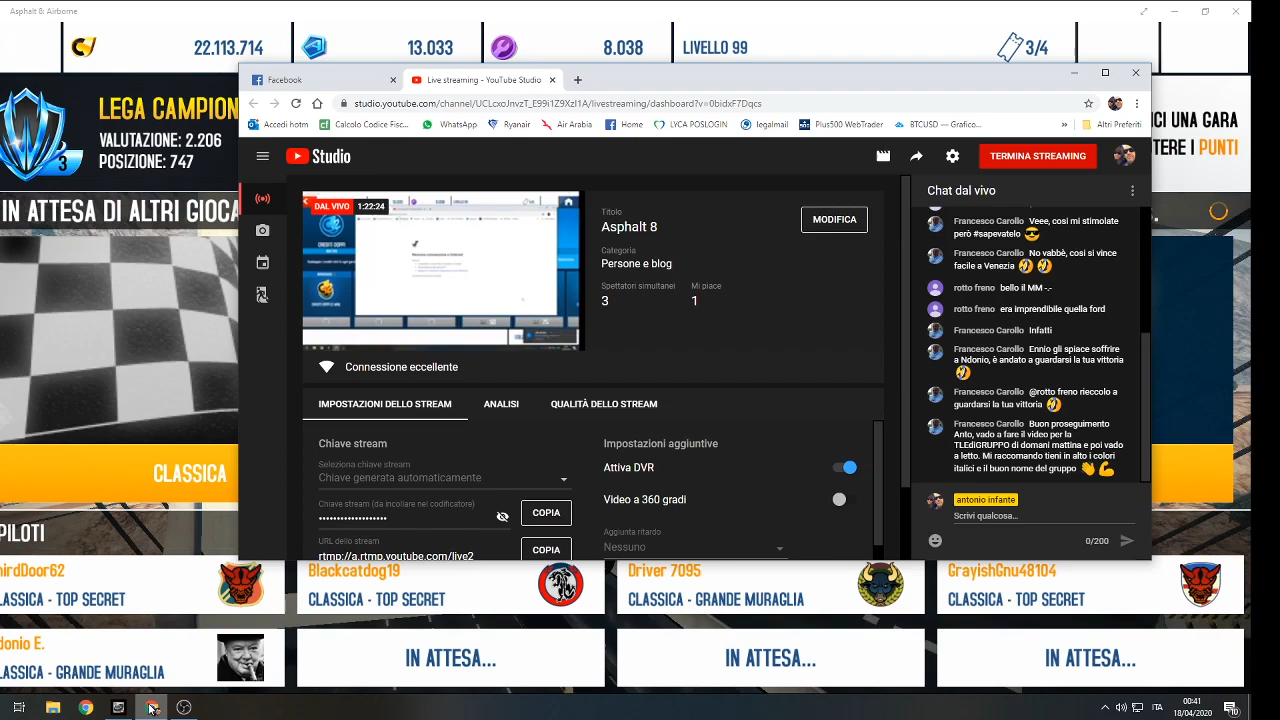 Asphalt 8: Airborne
22.113.714
13.033
8.038
LIVELLO 99
3/4
3
LEGA CAMPION
VALUTAZIONE: 2.206
POSIZIONE: 747
UCI UNA GARA
TERE I PUNTI
IN ATTESA DI ALTRI GIOCA
Facebook
Live streaming - YouTube Studio
studio.youtube.com/channel/UCLcxoJnvzT_E99i1Z9XzI1A/livestreaming/dashboard?v=0bidxF7Dqcs
Accedi hotm
Calcolo Codice Fisc...
WhatsApp
Ryanair
Air Arabia
Home
LYCA POSLOGIN
legalmail
Plus500 WebTrader
BTCUSD — Grafico...
»
Altri Preferiti
Studio
TERMINA STREAMING
DAL VIVO
1:22:24
Titolo
Asphalt 8
MODIFICA
Categoria
Persone e blog
Spettatori simultanei
Mi piace
3
1
Connessione eccellente
IMPOSTAZIONI DELLO STREAM
ANALISI
QUALITÀ DELLO STREAM
Chiave stream
Seleziona chiave stream
Chiave generata automaticamente
Chiave stream (da incollare nel codificatore)
••••••••••••••••••
COPIA
URL dello stream
rtmp://a.rtmp.youtube.com/live2
COPIA
Impostazioni aggiuntive
Attiva DVR
Video a 360 gradi
Aggiunta ritardo
Nessuno
Chat dal vivo
Francesco Carollo Veee, così mi stimolate
però #sapevatelo 😎
Francesco Carollo No vabbè, così si vince
facile a Venezia 🤣 🤣
rotto freno bello il MM -.-
rotto freno era imprendibile quella ford
Francesco Carollo Infatti
Francesco Carollo Ennio gli spiace soffrire
a Ndonio, è andato a guardarsi la tua vittoria
🤣
Francesco Carollo @rotto freno rieccolo a
guardarsi la tua vittoria 🤣
Francesco Carollo Buon proseguimento
Anto, vado a fare il video per la
TLEdiGRUPPO di domani mattina e poi vado
a letto. Mi raccomando tieni in alto i colori
italici e il buon nome del gruppo 👋 💪
antonio infante
Scrivi qualcosa...
0/200
CLASSICA
PILOTI
hirdDoor62
LASSICA - TOP SECRET
Blackcatdog19
CLASSICA - TOP SECRET
Driver 7095
CLASSICA - GRANDE MURAGLIA
GrayishGnu48104
CLASSICA - TOP SECRET
donio E.
LASSICA - GRANDE MURAGLIA
IN ATTESA...
IN ATTESA...
IN ATTESA...
ITA
00:41
18/04/2020
10